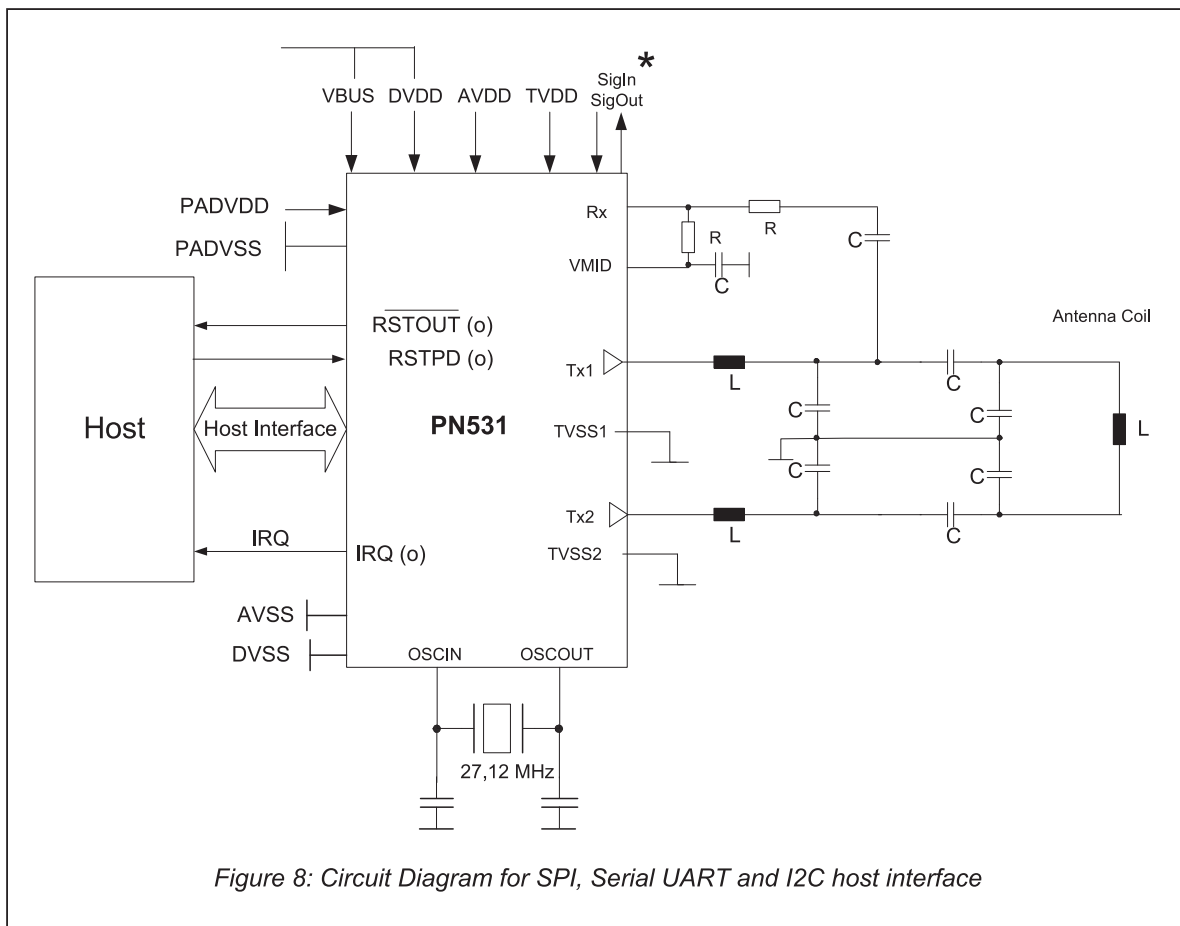 *
SigIn
SigOut
VBUS
DVDD
AVDD
TVDD
PADVDD
PADVSS
Rx
R
R
C
VMID
C
RSTOUT (o)
RSTPD (o)
Antenna Coil
Tx1
L
C
Host
Host Interface
PN531
C
C
TVSS1
L
C
C
Tx2
L
C
IRQ
IRQ (o)
TVSS2
AVSS
DVSS
OSCIN
OSCOUT
27,12 MHz
Figure 8: Circuit Diagram for SPI, Serial UART and I2C host interface